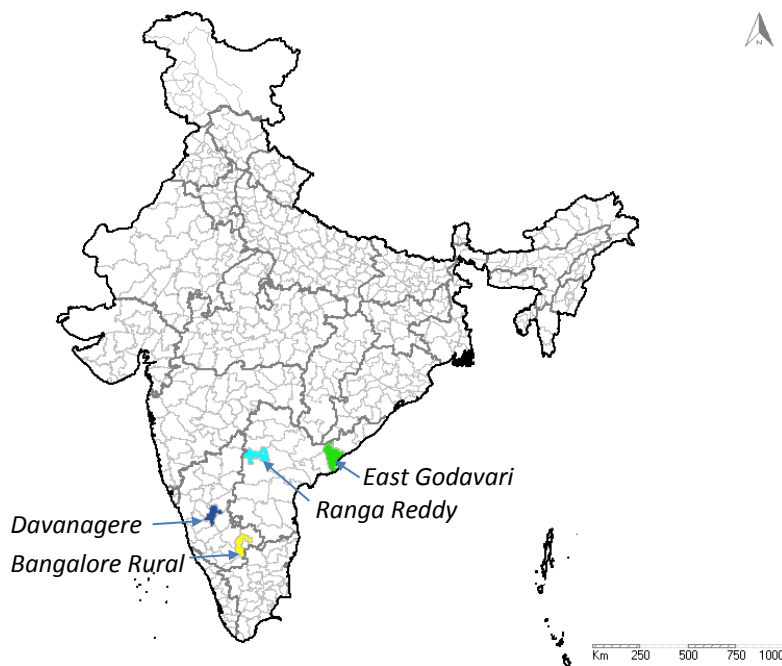 N
East Godavari
Ranga Reddy
Davanagere
Bangalore Rural
Km 250 500 750 1000